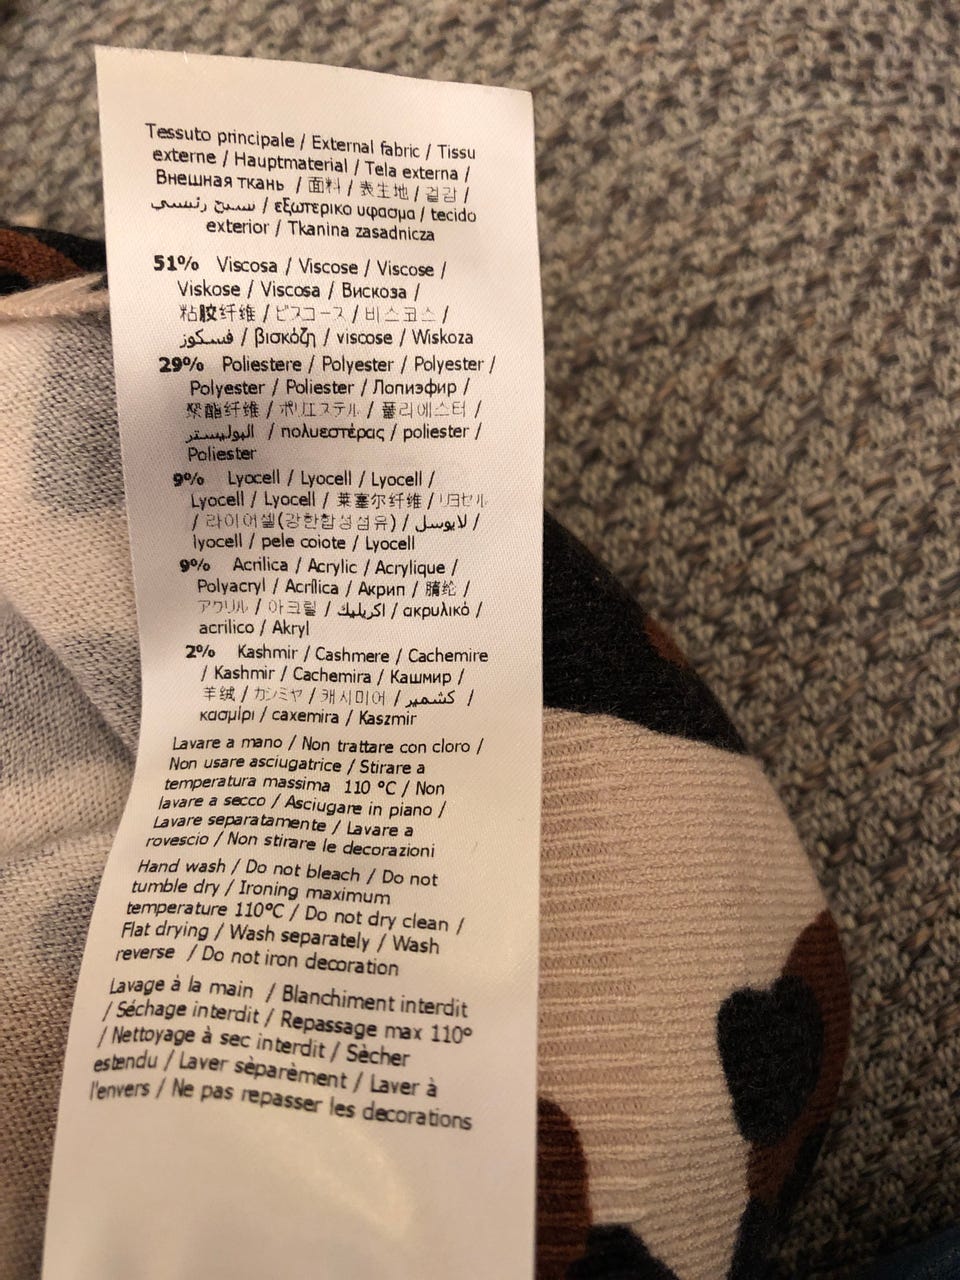 Tessuto principale / External fabric / Tissu
externe / Hauptmaterial / Tela externa /
Внешная ткань / 面料 / 表生地 / 겉감 /
نسيج رئيسي / εξωτερικο υφασμα / tecido
exterior / Tkanina zasadnicza
51% Viscosa / Viscose / Viscose /
Viskose / Viscosa / Вискоза /
粘胶纤维 / ビスコース / 비스코스 /
فسكوز / βισκόζη / viscose / Wiskoza
29% Poliestere / Polyester / Polyester /
Polyester / Poliester / Лопиэфир /
聚酯纤维 / ポリエステル / 폴리에스터 /
البوليستر / πολυεστέρας / poliester /
Poliester
9% Lyocell / Lyocell / Lyocell /
Lyocell / Lyocell / 莱塞尔纤维 / リヨセル
/ 라이어셀(강한합성섬유) / لايوسل /
lyocell / pele coiote / Lyocell
9% Acrilica / Acrylic / Acrylique /
Polyacryl / Acrílica / Акрил / 腈纶 /
アクリル / 아크릴 / اكريليك / ακρυλικό /
acrilico / Akryl
2% Kashmir / Cashmere / Cachemire
/ Kashmir / Cachemira / Кашмир /
羊绒 / カシミヤ / 캐시미어 / كشمير /
κασμίρι / caxemira / Kaszmir
Lavare a mano / Non trattare con cloro /
Non usare asciugatrice / Stirare a
temperatura massima 110 °C / Non
lavare a secco / Asciugare in piano /
Lavare separatamente / Lavare a
rovescio / Non stirare le decorazioni
Hand wash / Do not bleach / Do not
tumble dry / Ironing maximum
temperature 110°C / Do not dry clean /
Flat drying / Wash separately / Wash
reverse / Do not iron decoration
Lavage à la main / Blanchiment interdit
/ Séchage interdit / Repassage max 110°
/ Nettoyage à sec interdit / Sècher
estendu / Laver sèparèment / Laver à
l'envers / Ne pas repasser les decorations